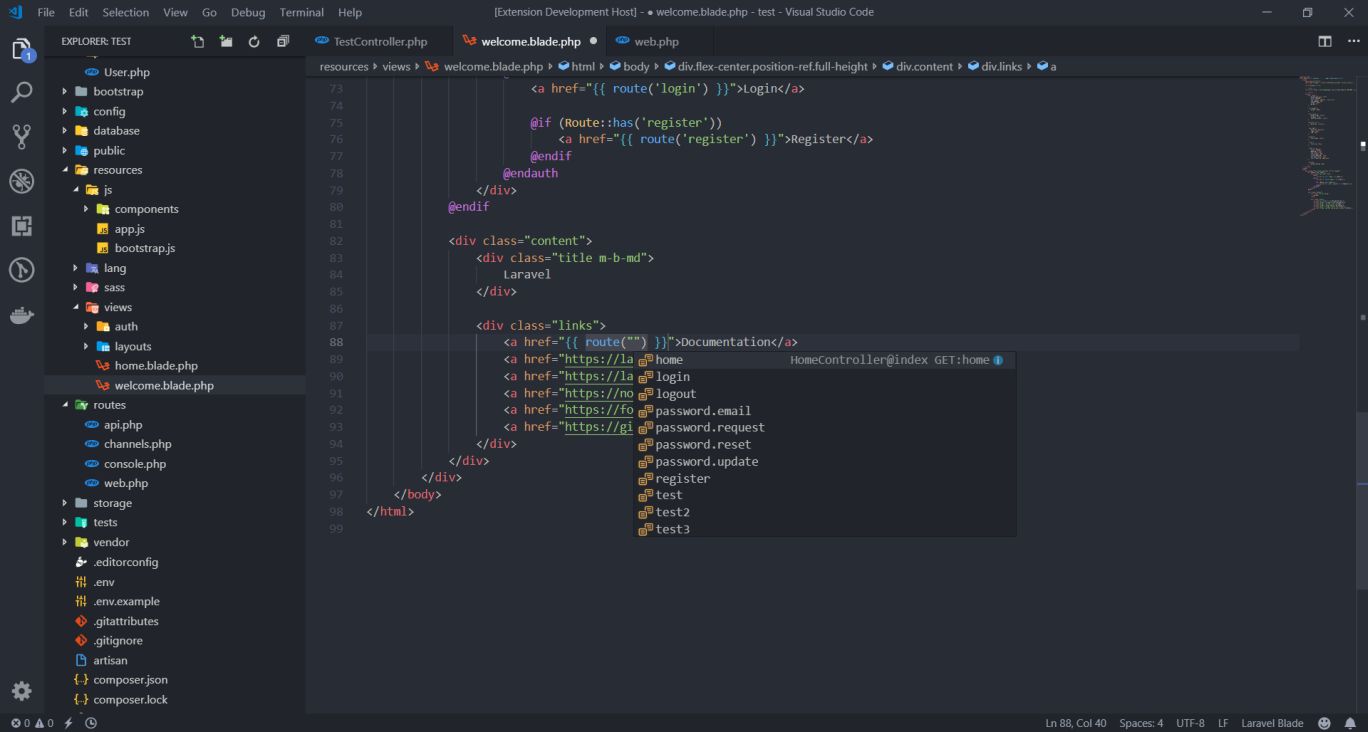 File Edit Selection View Go Debug Terminal Help
[Extension Development Host] - ● welcome.blade.php - test - Visual Studio Code
1
EXPLORER: TEST
User.php
bootstrap
config
database
public
resources
js
components
app.js
bootstrap.js
lang
sass
views
auth
layouts
home.blade.php
welcome.blade.php
routes
api.php
channels.php
console.php
web.php
storage
tests
vendor
.editorconfig
.env
.env.example
.gitattributes
.gitignore
artisan
composer.json
composer.lock
TestController.php welcome.blade.php ● web.php
resources views welcome.blade.php html body div.flex-center.position-ref.full-height div.content div.links a
73 <a href="{{ route('login') }}">Login</a>
74
75 @if (Route::has('register'))
76 <a href="{{ route('register') }}">Register</a>
77 @endif
78 @endauth
79 </div>
80 @endif
81
82 <div class="content">
83 <div class="title m-b-md">
84 Laravel
85 </div>
86
87 <div class="links">
88 <a href="{{ route("") }}">Documentation</a>
89 <a href="https://la
90 <a href="https://la
91 <a href="https://no
92 <a href="https://fo
93 <a href="https://gi
94 </div>
95 </div>
96 </div>
97 </body>
98 </html>
99
home HomeController@index GET:home
login
logout
password.email
password.request
password.reset
password.update
register
test
test2
test3
0 0 Ln 88, Col 40 Spaces: 4 UTF-8 LF Laravel Blade